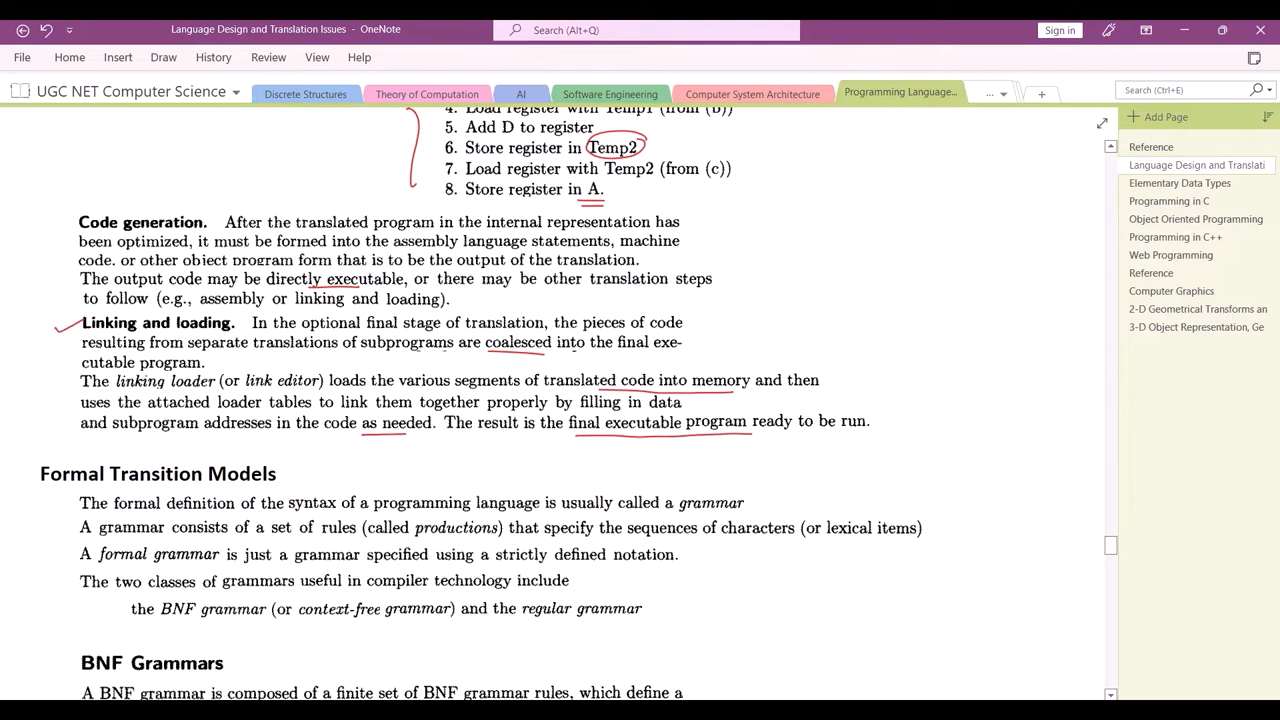 Language Design and Translation Issues - OneNote
Search (Alt+Q)
Sign in
File Home Insert Draw History Review View Help
UGC NET Computer Science
Discrete Structures
Theory of Computation
AI
Software Engineering
Computer System Architecture
Programming Language...
...
Search (Ctrl+E)
4. Load register with Temp1 (from (b))
5. Add D to register
6. Store register in Temp2
7. Load register with Temp2 (from (c))
8. Store register in A.
Code generation. After the translated program in the internal representation has
been optimized, it must be formed into the assembly language statements, machine
code, or other object program form that is to be the output of the translation.
The output code may be directly executable, or there may be other translation steps
to follow (e.g., assembly or linking and loading).
Linking and loading. In the optional final stage of translation, the pieces of code
resulting from separate translations of subprograms are coalesced into the final exe-
cutable program.
The linking loader (or link editor) loads the various segments of translated code into memory and then
uses the attached loader tables to link them together properly by filling in data
and subprogram addresses in the code as needed. The result is the final executable program ready to be run.
Formal Transition Models
The formal definition of the syntax of a programming language is usually called a grammar
A grammar consists of a set of rules (called productions) that specify the sequences of characters (or lexical items)
A formal grammar is just a grammar specified using a strictly defined notation.
The two classes of grammars useful in compiler technology include
the BNF grammar (or context-free grammar) and the regular grammar
BNF Grammars
A BNF grammar is composed of a finite set of BNF grammar rules, which define a
Add Page
Reference
Language Design and Translati
Elementary Data Types
Programming in C
Object Oriented Programming
Programming in C++
Web Programming
Reference
Computer Graphics
2-D Geometrical Transforms an
3-D Object Representation, Ge